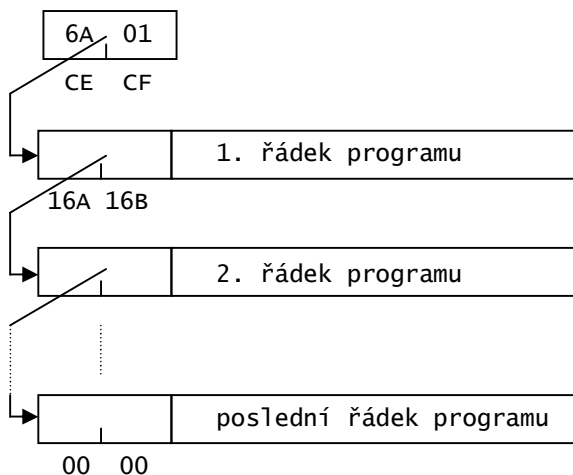 6A 01
CE CF
1. řádek programu
16A 16B
2. řádek programu
poslední řádek programu
00 00